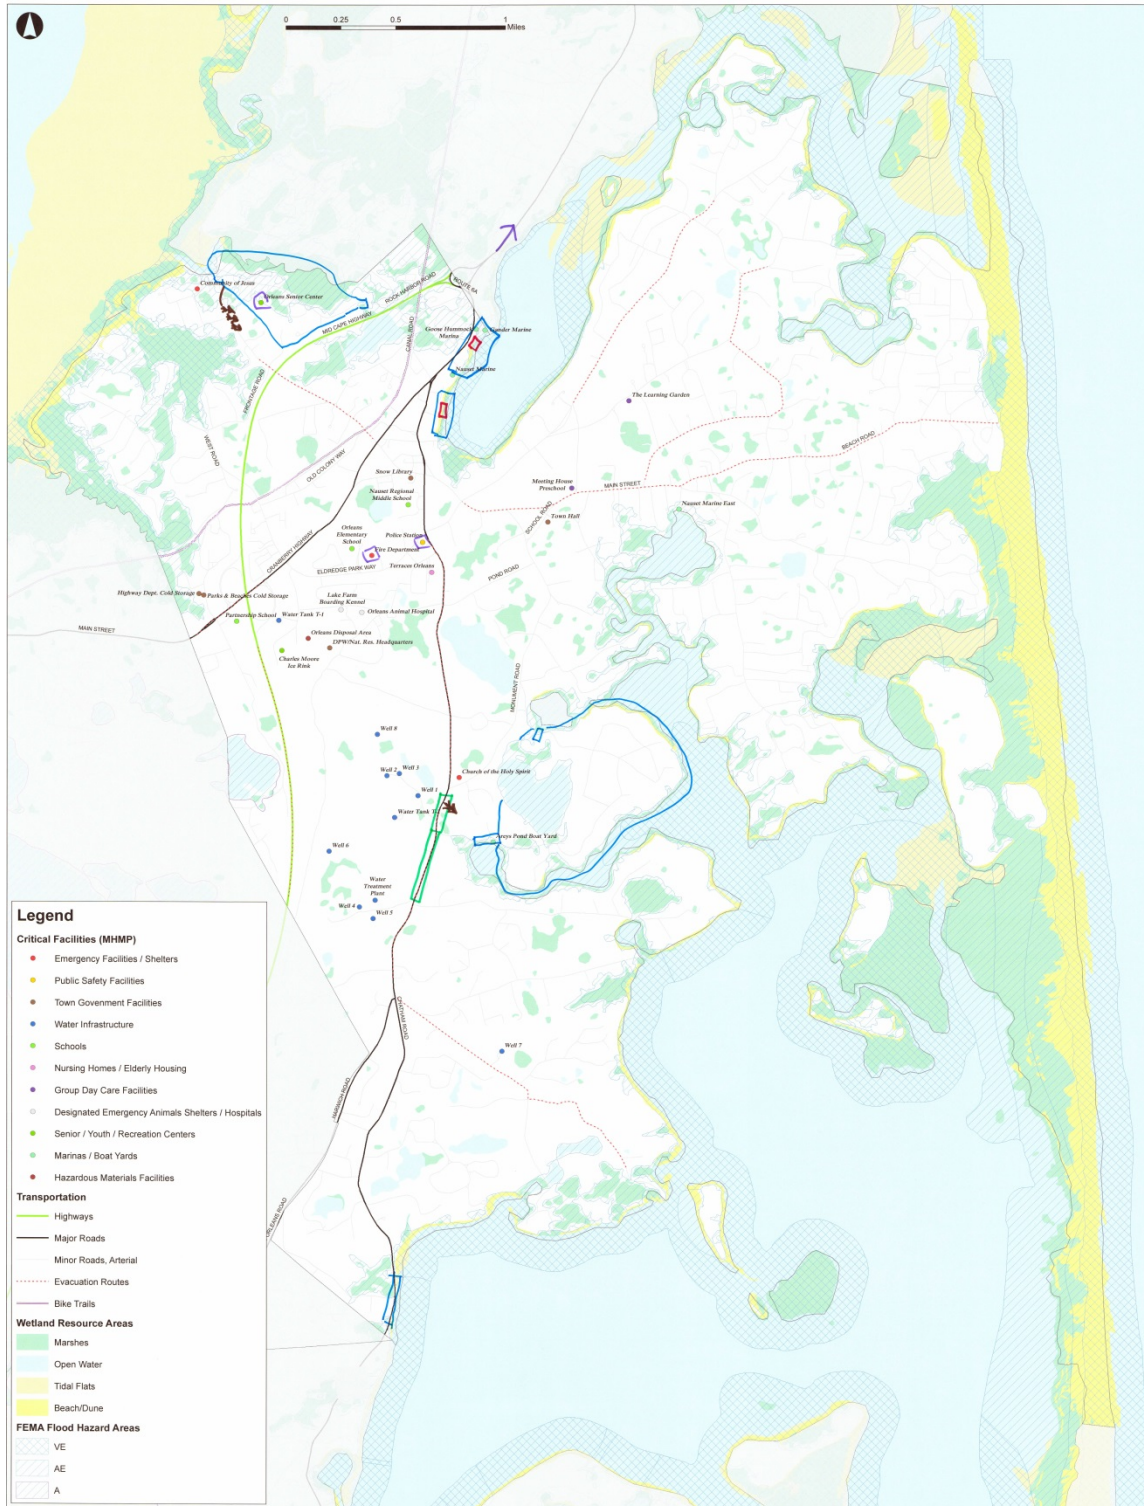 0
0.25
0.5
1
Miles
Community of Jesus
Orleans Senior Center
ROCK HARBOR ROAD
ROUTE 6A
MID CAPE HIGHWAY
CANAL ROAD
Goose Hummock
Marina
Gander Marine
Nauset Marine
FRONTAGE ROAD
WEST ROAD
OLD COLONY WAY
The Learning Garden
BEACH ROAD
Snow Library
Nauset Regional
Middle School
Meeting House
Preschool
MAIN STREET
SCHOOL ROAD
Town Hall
Nauset Marine East
CRANBERRY HIGHWAY
Orleans
Elementary
School
Police Station
Fire Department
ELDREDGE PARK WAY
Terraces Orleans
POND ROAD
Highway Dept. Cold Storage
Parks & Beaches Cold Storage
Lake Farm
Boarding Kennel
Orleans Animal Hospital
Partnership School
Water Tank T-1
MAIN STREET
Orleans Disposal Area
DPW/Nat. Res. Headquarters
Charles Moore
Ice Rink
MONUMENT ROAD
Well 8
Well 2
Well 3
Church of the Holy Spirit
Well 1
Water Tank
Areys Pond Boat Yard
Well 6
Water
Treatment
Plant
Well 4
Well 5
CHATHAM ROAD
Well 7
HARWICH ROAD
ORLEANS ROAD
Legend
Critical Facilities (MHMP)
Emergency Facilities / Shelters
Public Safety Facilities
Town Govenment Facilities
Water Infrastructure
Schools
Nursing Homes / Elderly Housing
Group Day Care Facilities
Designated Emergency Animals Shelters / Hospitals
Senior / Youth / Recreation Centers
Marinas / Boat Yards
Hazardous Materials Facilities
Transportation
Highways
Major Roads
Minor Roads, Arterial
Evacuation Routes
Bike Trails
Wetland Resource Areas
Marshes
Open Water
Tidal Flats
Beach/Dune
FEMA Flood Hazard Areas
VE
AE
A